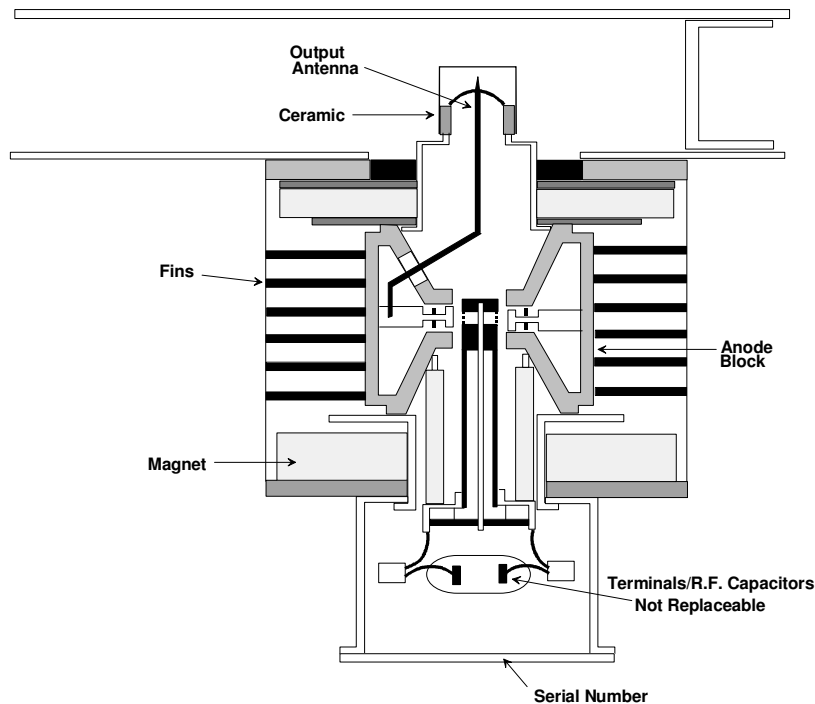 Output
Antenna
Ceramic
Fins
Anode
Block
Magnet
Terminals/R.F. Capacitors
Not Replaceable
Serial Number